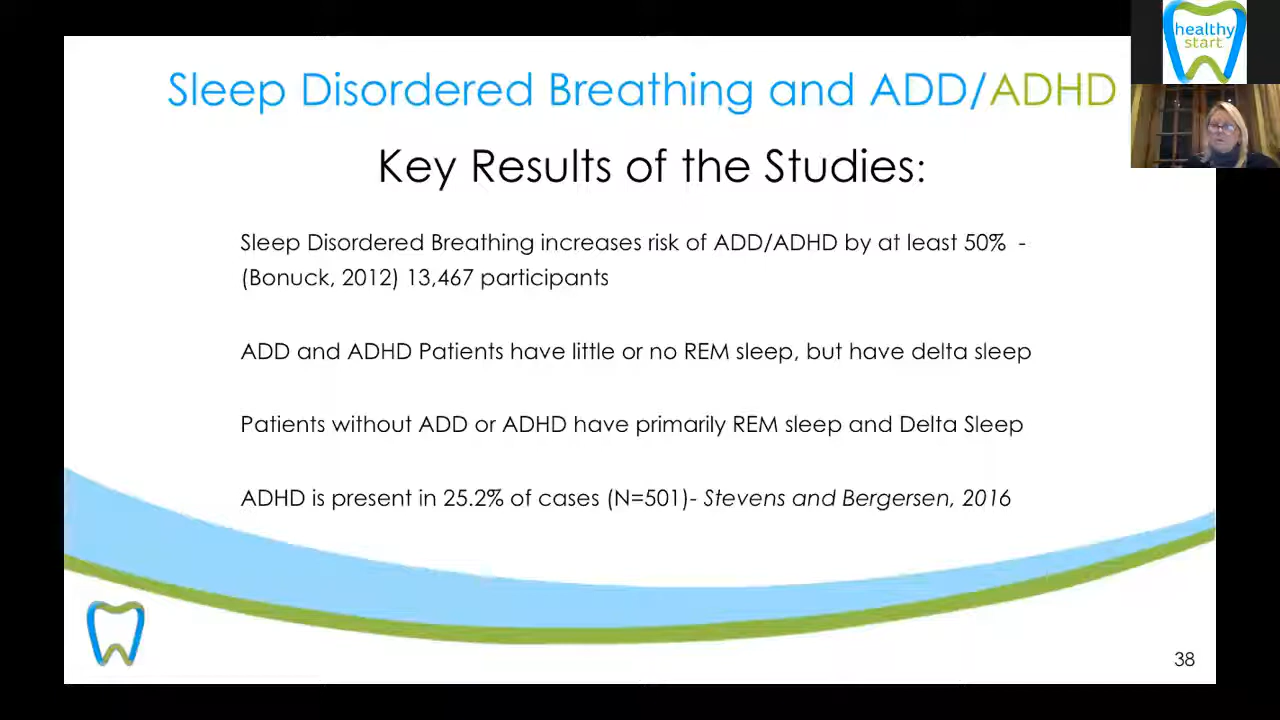 healthy
start
Sleep Disordered Breathing and ADD/ADHD
Key Results of the Studies:
Sleep Disordered Breathing increases risk of ADD/ADHD by at least 50% -
(Bonuck, 2012) 13,467 participants
ADD and ADHD Patients have little or no REM sleep, but have delta sleep
Patients without ADD or ADHD have primarily REM sleep and Delta Sleep
ADHD is present in 25.2% of cases (N=501)- Stevens and Bergersen, 2016
38